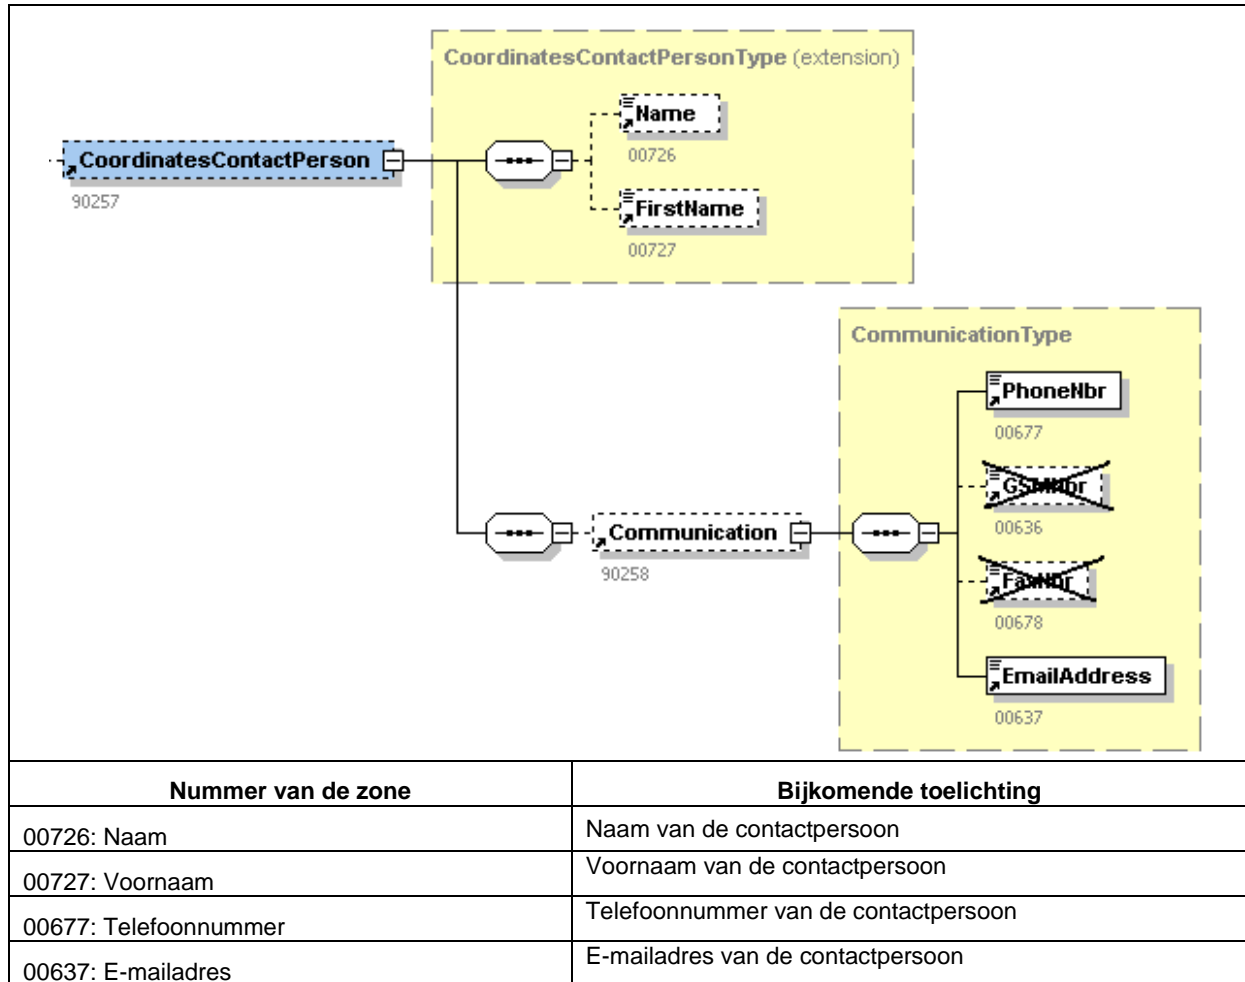 CoordinatesContactPersonType (extension)
Name
00726
CoordinatesContactPerson
90257
FirstName
00727
CommunicationType
PhoneNbr
00677
GSMNbr
00636
Communication
90258
FaxNbr
00678
EmailAddress
00637
Nummer van de zone
Bijkomende toelichting
00726: Naam
Naam van de contactpersoon
00727: Voornaam
Voornaam van de contactpersoon
00677: Telefoonnummer
Telefoonnummer van de contactpersoon
00637: E-mailadres
E-mailadres van de contactpersoon